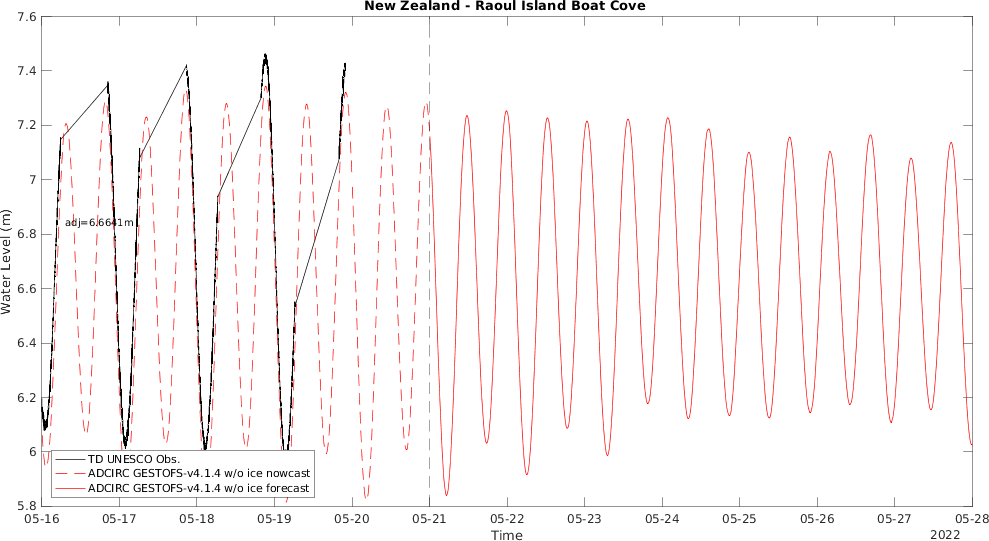 New Zealand - Raoul Island Boat Cove
7.6
7.4
7.2
7
6.8
6.6
6.4
6.2
6
5.8
Water Level (m)
adj=6.6641m
TD UNESCO Obs.
ADCIRC GESTOFS-v4.1.4 w/o ice nowcast
ADCIRC GESTOFS-v4.1.4 w/o ice forecast
05-16 05-17 05-18 05-19 05-20 05-21 05-22 05-23 05-24 05-25 05-26 05-27 05-28
Time
2022